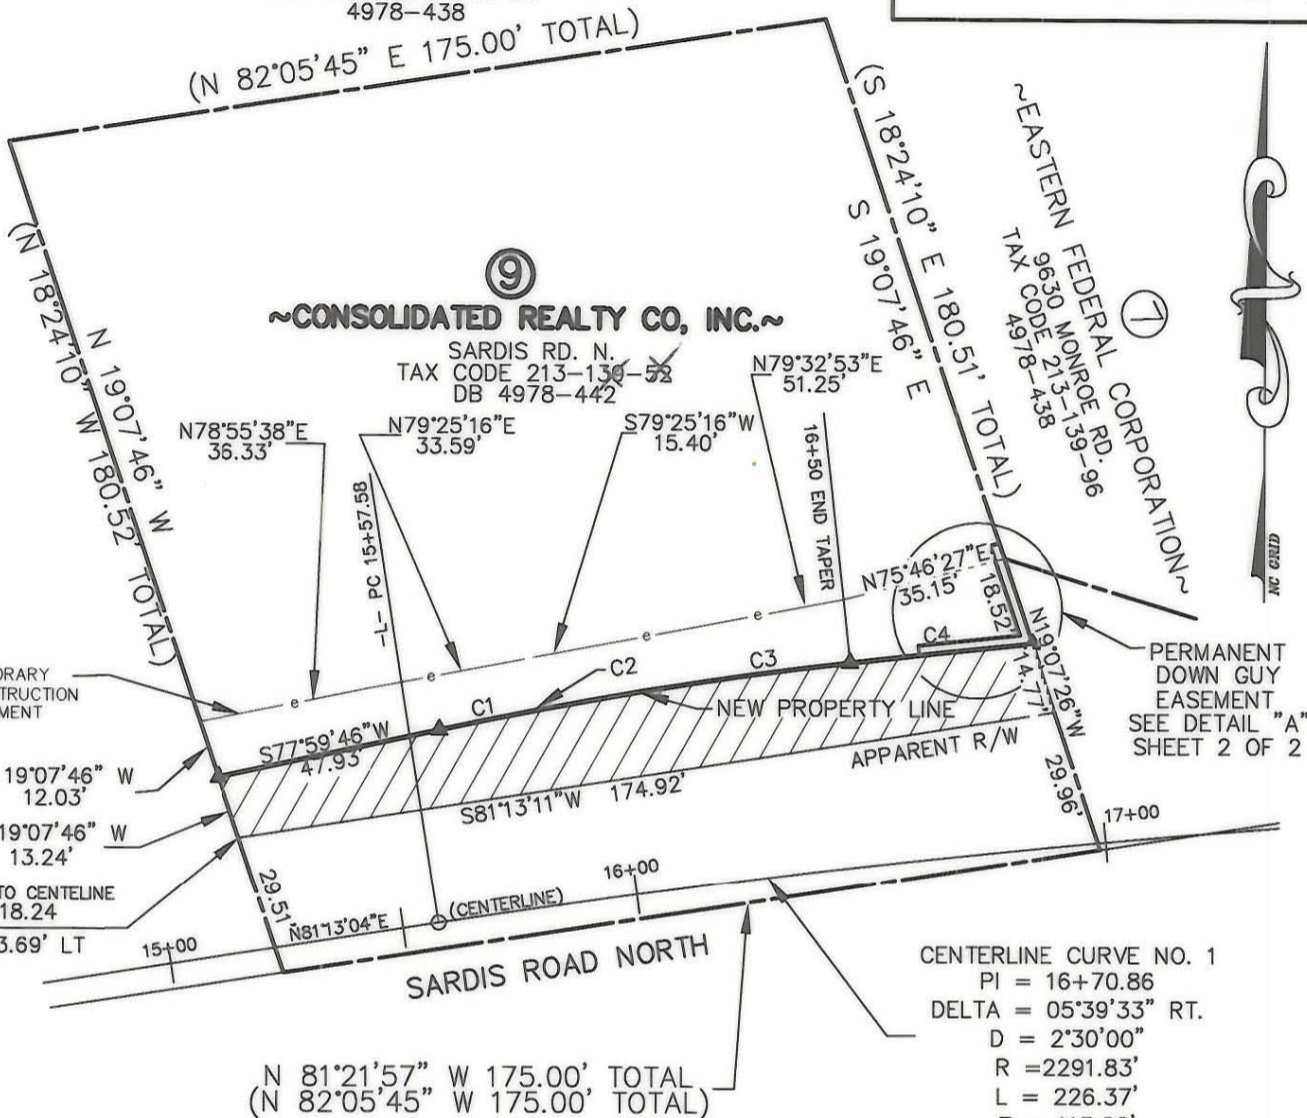 4978-438
(N 82°05'45" E 175.00' TOTAL)
(S 18°24'10" E 180.51' TOTAL)
S 19°07'46" E
~EASTERN FEDERAL CORPORATION~
9630 MONROE RD.
TAX CODE 213-139-96
4978-438
7
NC GRID
(N 18°24'10" W 180.52' TOTAL)
N 19°07'46" W
9
~CONSOLIDATED REALTY CO, INC.~
SARDIS RD. N.
TAX CODE 213-139-52
DB 4978-442
N78°55'38"E
36.33'
N79°25'16"E
33.59'
S79°25'16"W
15.40'
N79°32'53"E
51.25'
-L- PC 15+57.58
16+50 END TAPER
N75°46'27"E
35.15'
18.52'
e e e e e
C1
C2
C3
C4
N19°07'26"W
14.77'
PERMANENT
DOWN GUY
EASEMENT
SEE DETAIL "A"
SHEET 2 OF 2
ORARY
TRUCTION
MENT
NEW PROPERTY LINE
S77°59'46"W
47.93'
APPARENT R/W
S81°13'11"W 174.92'
19°07'46" W
12.03'
19°07'46" W
13.24'
TO CENTELINE
18.24
3.69' LT
29.51'
29.96'
N81°13'04"E
(CENTERLINE)
15+00
16+00
17+00
SARDIS ROAD NORTH
N 81°21'57" W 175.00' TOTAL
(N 82°05'45" W 175.00' TOTAL)
CENTERLINE CURVE NO. 1
PI = 16+70.86
DELTA = 05°39'33" RT.
D = 2°30'00"
R =2291.83'
L = 226.37'